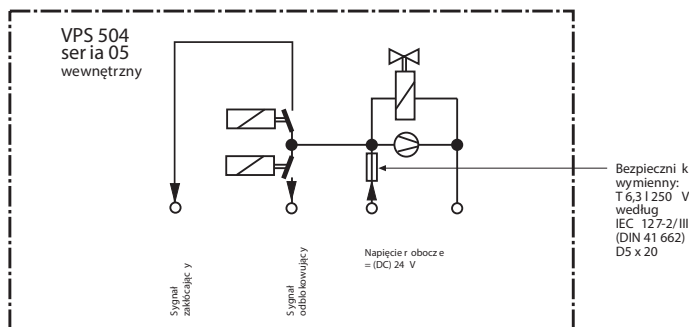 VPS 504
ser ia 05
wewnętrzny
Bezpieczni k
wymienny:
T 6,3 l 250 V
według
IEC 127-2/III
(DIN 41 662)
D5 x 20
Sygnał
zakłócając y
Sygnał
odblokowujący
Napięcie r obocz e
= (DC) 24 V